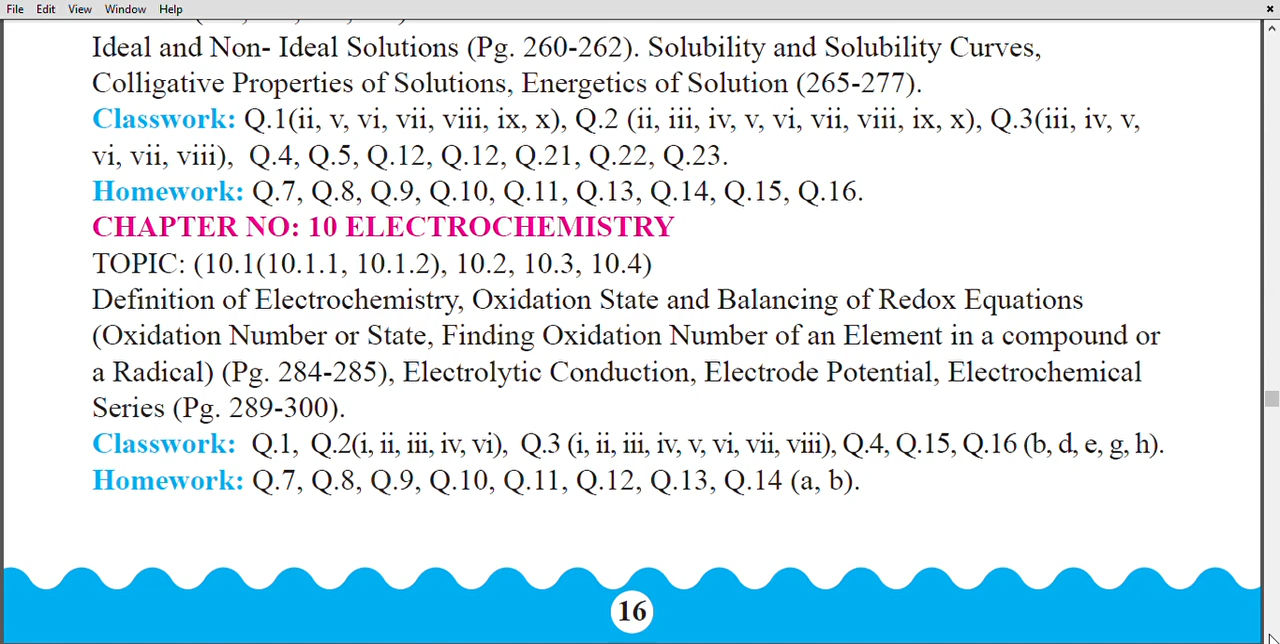 File Edit View Window Help
Ideal and Non- Ideal Solutions (Pg. 260-262). Solubility and Solubility Curves,
Colligative Properties of Solutions, Energetics of Solution (265-277).
Classwork: Q.1(ii, v, vi, vii, viii, ix, x), Q.2 (ii, iii, iv, v, vi, vii, viii, ix, x), Q.3(iii, iv, v,
vi, vii, viii), Q.4, Q.5, Q.12, Q.12, Q.21, Q.22, Q.23.
Homework: Q.7, Q.8, Q.9, Q.10, Q.11, Q.13, Q.14, Q.15, Q.16.
CHAPTER NO: 10 ELECTROCHEMISTRY
TOPIC: (10.1(10.1.1, 10.1.2), 10.2, 10.3, 10.4)
Definition of Electrochemistry, Oxidation State and Balancing of Redox Equations
(Oxidation Number or State, Finding Oxidation Number of an Element in a compound or
a Radical) (Pg. 284-285), Electrolytic Conduction, Electrode Potential, Electrochemical
Series (Pg. 289-300).
Classwork: Q.1, Q.2(i, ii, iii, iv, vi), Q.3 (i, ii, iii, iv, v, vi, vii, viii), Q.4, Q.15, Q.16 (b, d, e, g, h).
Homework: Q.7, Q.8, Q.9, Q.10, Q.11, Q.12, Q.13, Q.14 (a, b).
16